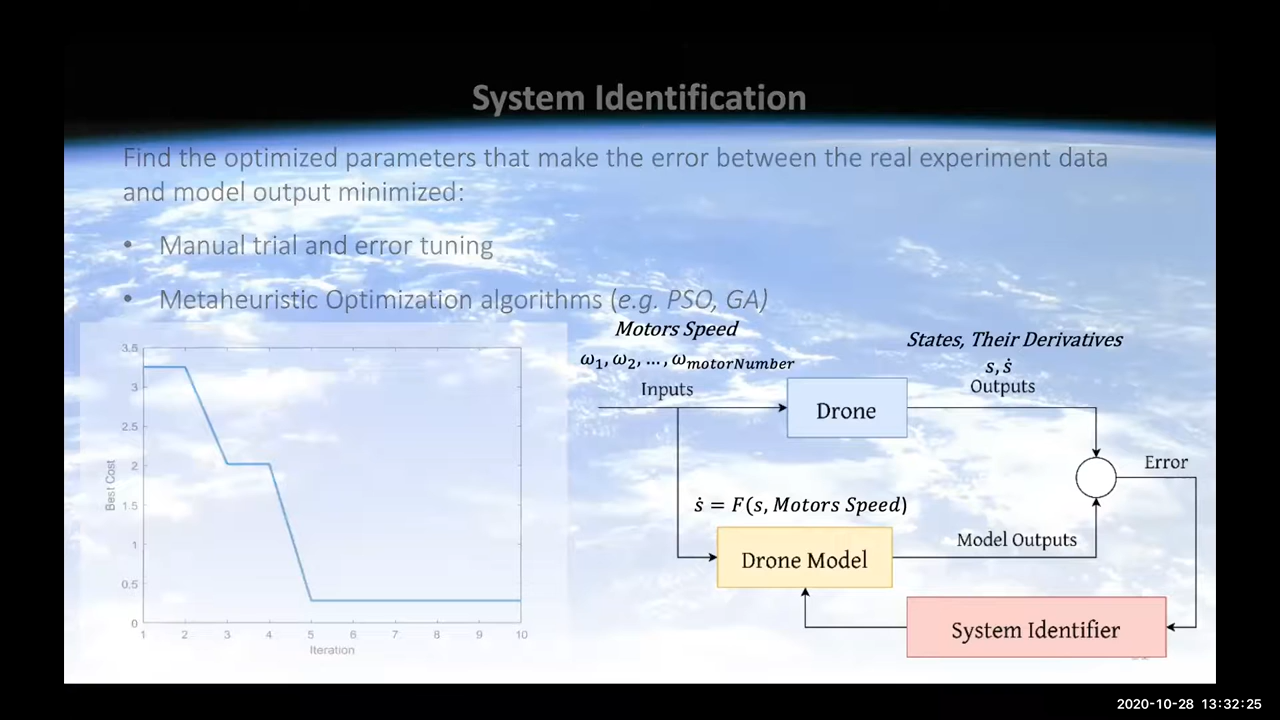 System Identification
Find the optimized parameters that make the error between the real experiment data
and model output minimized:
• Manual trial and error tuning
• Metaheuristic Optimization algorithms (e.g. PSO, GA)
3.5
3
2.5
2
1.5
1
0.5
0
Best Cost
1 2 3 4 5 6 7 8 9 10
Iteration
Motors Speed
ω₁, ω₂, …, ω_motorNumber
Inputs
Drone
States, Their Derivatives
s, ṡ
Outputs
Error
ṡ = F(s, Motors Speed)
Drone Model
Model Outputs
System Identifier
2020-10-28 13:32:25